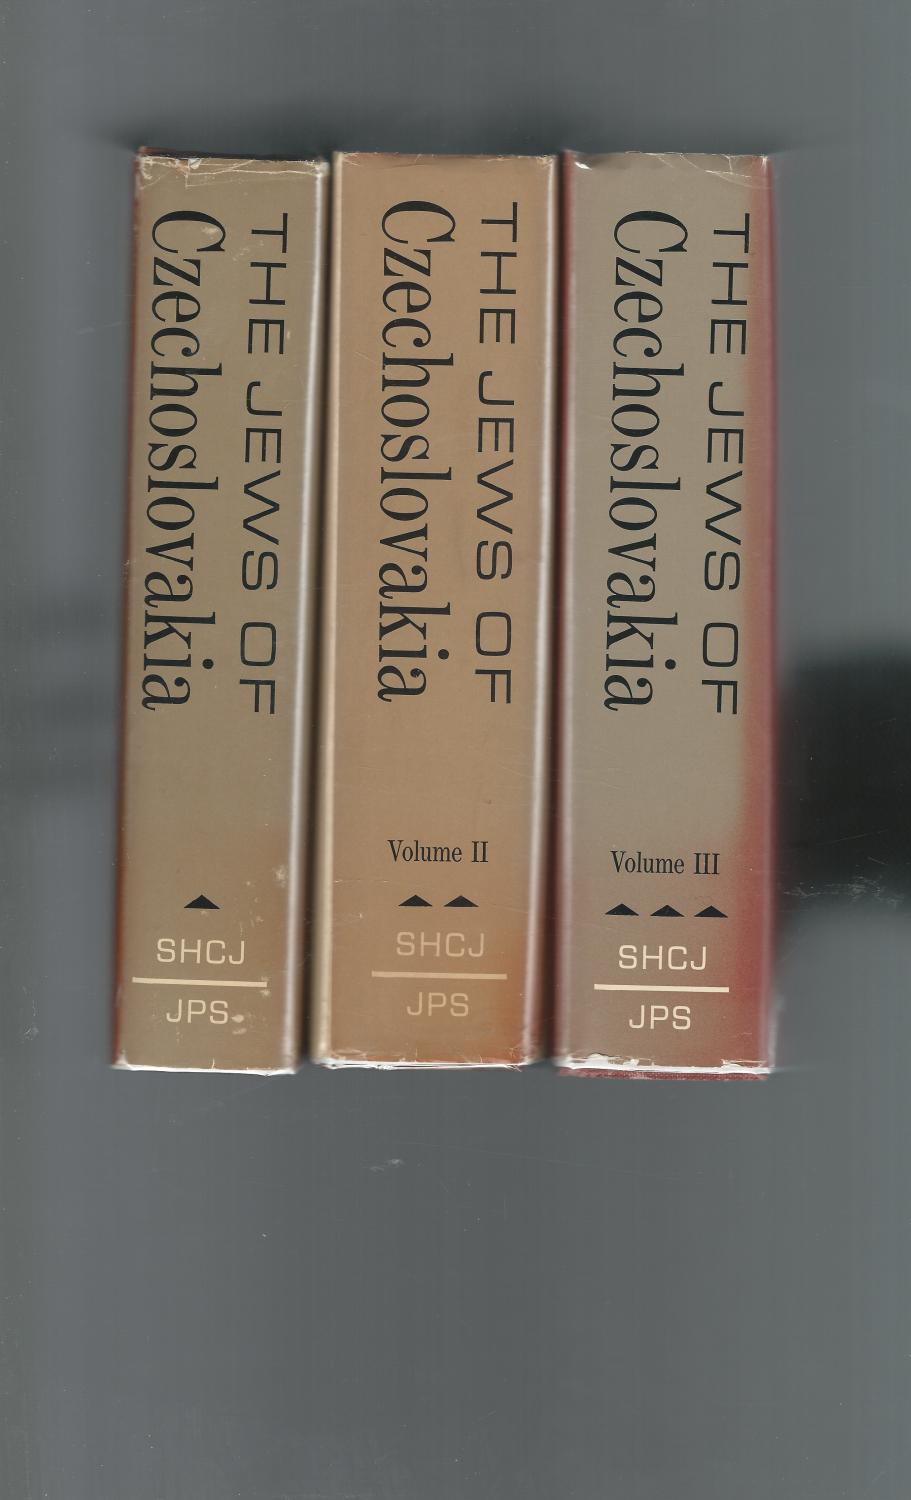 THE JEWS OF
Czechoslovakia
SHCJ
JPS
THE JEWS OF
Czechoslovakia
Volume II
SHCJ
JPS
THE JEWS OF
Czechoslovakia
Volume III
SHCJ
JPS